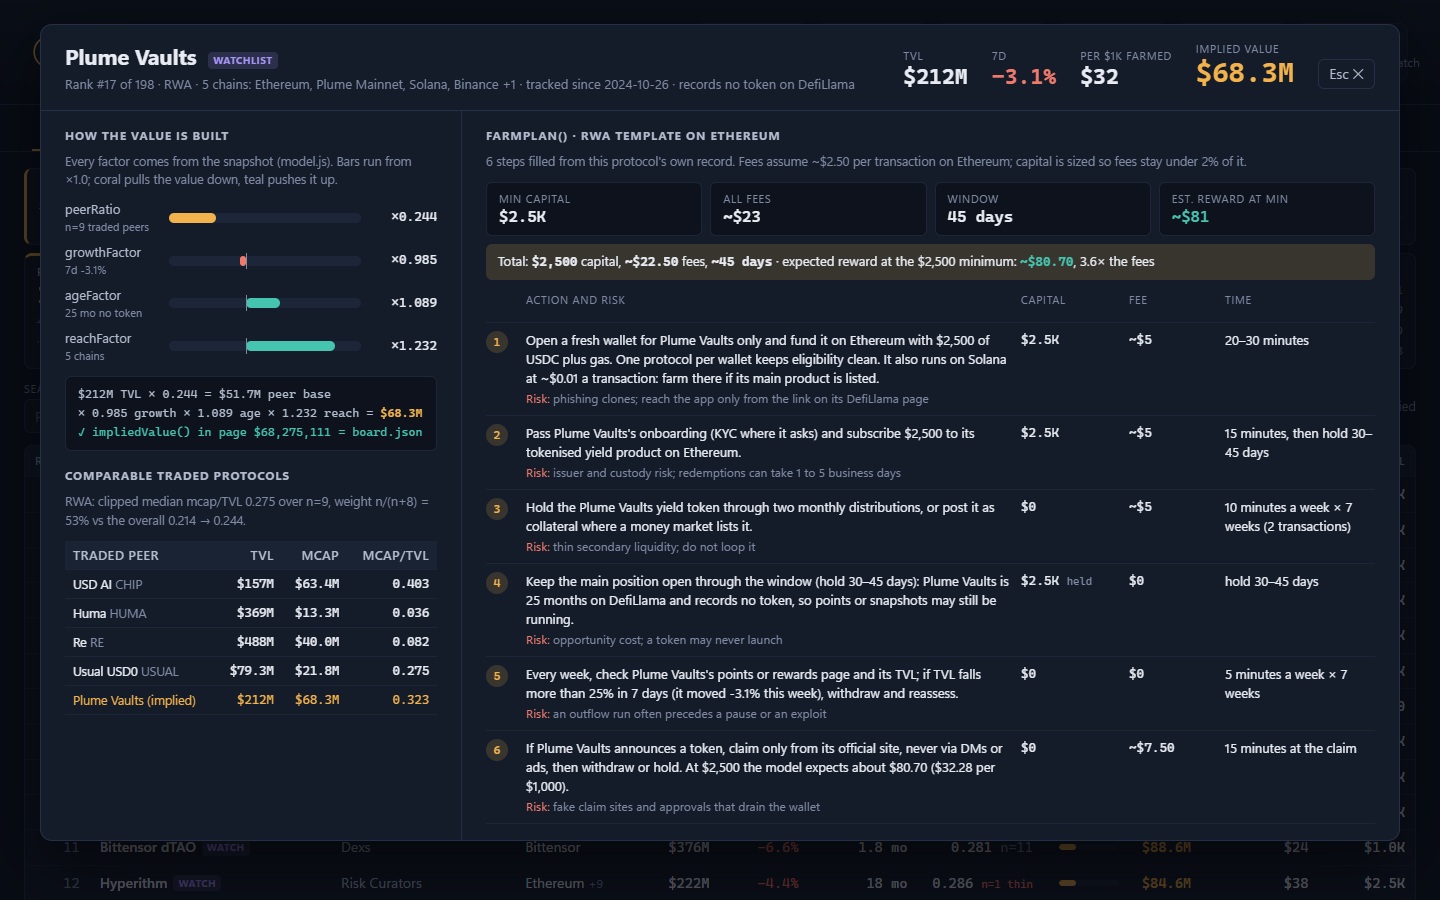 Plume Vaults WATCHLIST
Rank #17 of 198 · RWA · 5 chains: Ethereum, Plume Mainnet, Solana, Binance +1 · tracked since 2024-10-26 · records no token on DefiLlama
TVL
$212M
7D
−3.1%
PER $1K FARMED
$32
IMPLIED VALUE
$68.3M
Esc ✕
HOW THE VALUE IS BUILT
Every factor comes from the snapshot (model.js). Bars run from
×1.0; coral pulls the value down, teal pushes it up.
peerRatio
n=9 traded peers
×0.244
growthFactor
7d -3.1%
×0.985
ageFactor
25 mo no token
×1.089
reachFactor
5 chains
×1.232
$212M TVL × 0.244 = $51.7M peer base
× 0.985 growth × 1.089 age × 1.232 reach = $68.3M
✓ impliedValue() in page $68,275,111 = board.json
COMPARABLE TRADED PROTOCOLS
RWA: clipped median mcap/TVL 0.275 over n=9, weight n/(n+8) =
53% vs the overall 0.214 → 0.244.
TRADED PEER TVL MCAP MCAP/TVL
USD AI CHIP $157M $63.4M 0.403
Huma HUMA $369M $13.3M 0.036
Re RE $488M $40.0M 0.082
Usual USD0 USUAL $79.3M $21.8M 0.275
Plume Vaults (implied) $212M $68.3M 0.323
FARMPLAN() · RWA TEMPLATE ON ETHEREUM
6 steps filled from this protocol's own record. Fees assume ~$2.50 per transaction on Ethereum; capital is sized so fees stay under 2% of it.
MIN CAPITAL
$2.5K
ALL FEES
~$23
WINDOW
45 days
EST. REWARD AT MIN
~$81
Total: $2,500 capital, ~$22.50 fees, ~45 days · expected reward at the $2,500 minimum: ~$80.70, 3.6× the fees
ACTION AND RISK CAPITAL FEE TIME
1 Open a fresh wallet for Plume Vaults only and fund it on Ethereum with $2,500 of $2.5K ~$5 20–30 minutes
USDC plus gas. One protocol per wallet keeps eligibility clean. It also runs on Solana
at ~$0.01 a transaction: farm there if its main product is listed.
Risk: phishing clones; reach the app only from the link on its DefiLlama page
2 Pass Plume Vaults's onboarding (KYC where it asks) and subscribe $2,500 to its $2.5K ~$5 15 minutes, then hold 30–
tokenised yield product on Ethereum. 45 days
Risk: issuer and custody risk; redemptions can take 1 to 5 business days
3 Hold the Plume Vaults yield token through two monthly distributions, or post it as $0 ~$5 10 minutes a week × 7
collateral where a money market lists it. weeks (2 transactions)
Risk: thin secondary liquidity; do not loop it
4 Keep the main position open through the window (hold 30–45 days): Plume Vaults is $2.5K held $0 hold 30–45 days
25 months on DefiLlama and records no token, so points or snapshots may still be
running.
Risk: opportunity cost; a token may never launch
5 Every week, check Plume Vaults's points or rewards page and its TVL; if TVL falls $0 $0 5 minutes a week × 7
more than 25% in 7 days (it moved -3.1% this week), withdraw and reassess. weeks
Risk: an outflow run often precedes a pause or an exploit
6 If Plume Vaults announces a token, claim only from its official site, never via DMs or $0 ~$7.50 15 minutes at the claim
ads, then withdraw or hold. At $2,500 the model expects about $80.70 ($32.28 per
$1,000).
Risk: fake claim sites and approvals that drain the wallet
11 Bittensor dTAO WATCH Dexs Bittensor $376M −6.6% 1.8 mo 0.281 n=11 $88.6M $24 $1.0K
12 Hyperithm WATCH Risk Curators Ethereum +9 $222M −4.4% 18 mo 0.286 n=1 thin $84.6M $38 $2.5K